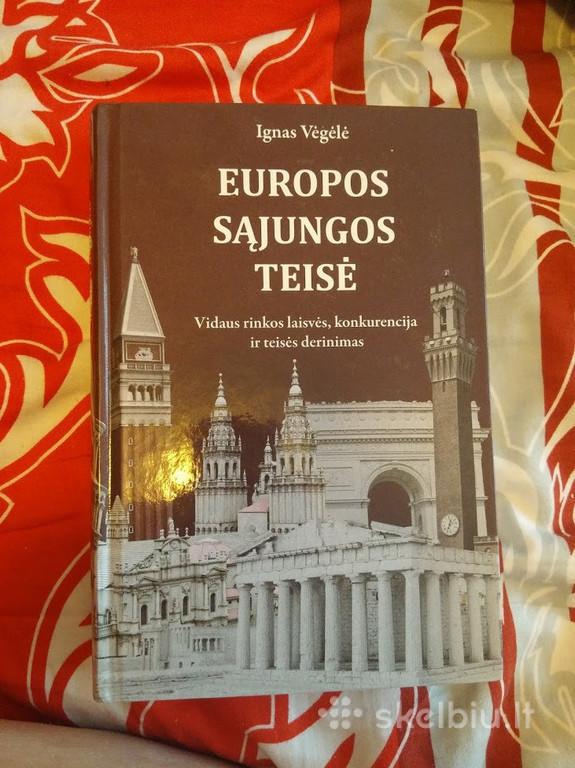 Ignas Vėgėlė
EUROPOS
SĄJUNGOS
TEISĖ
Vidaus rinkos laisvės, konkurencija
ir teisės derinimas
skelbiu.lt